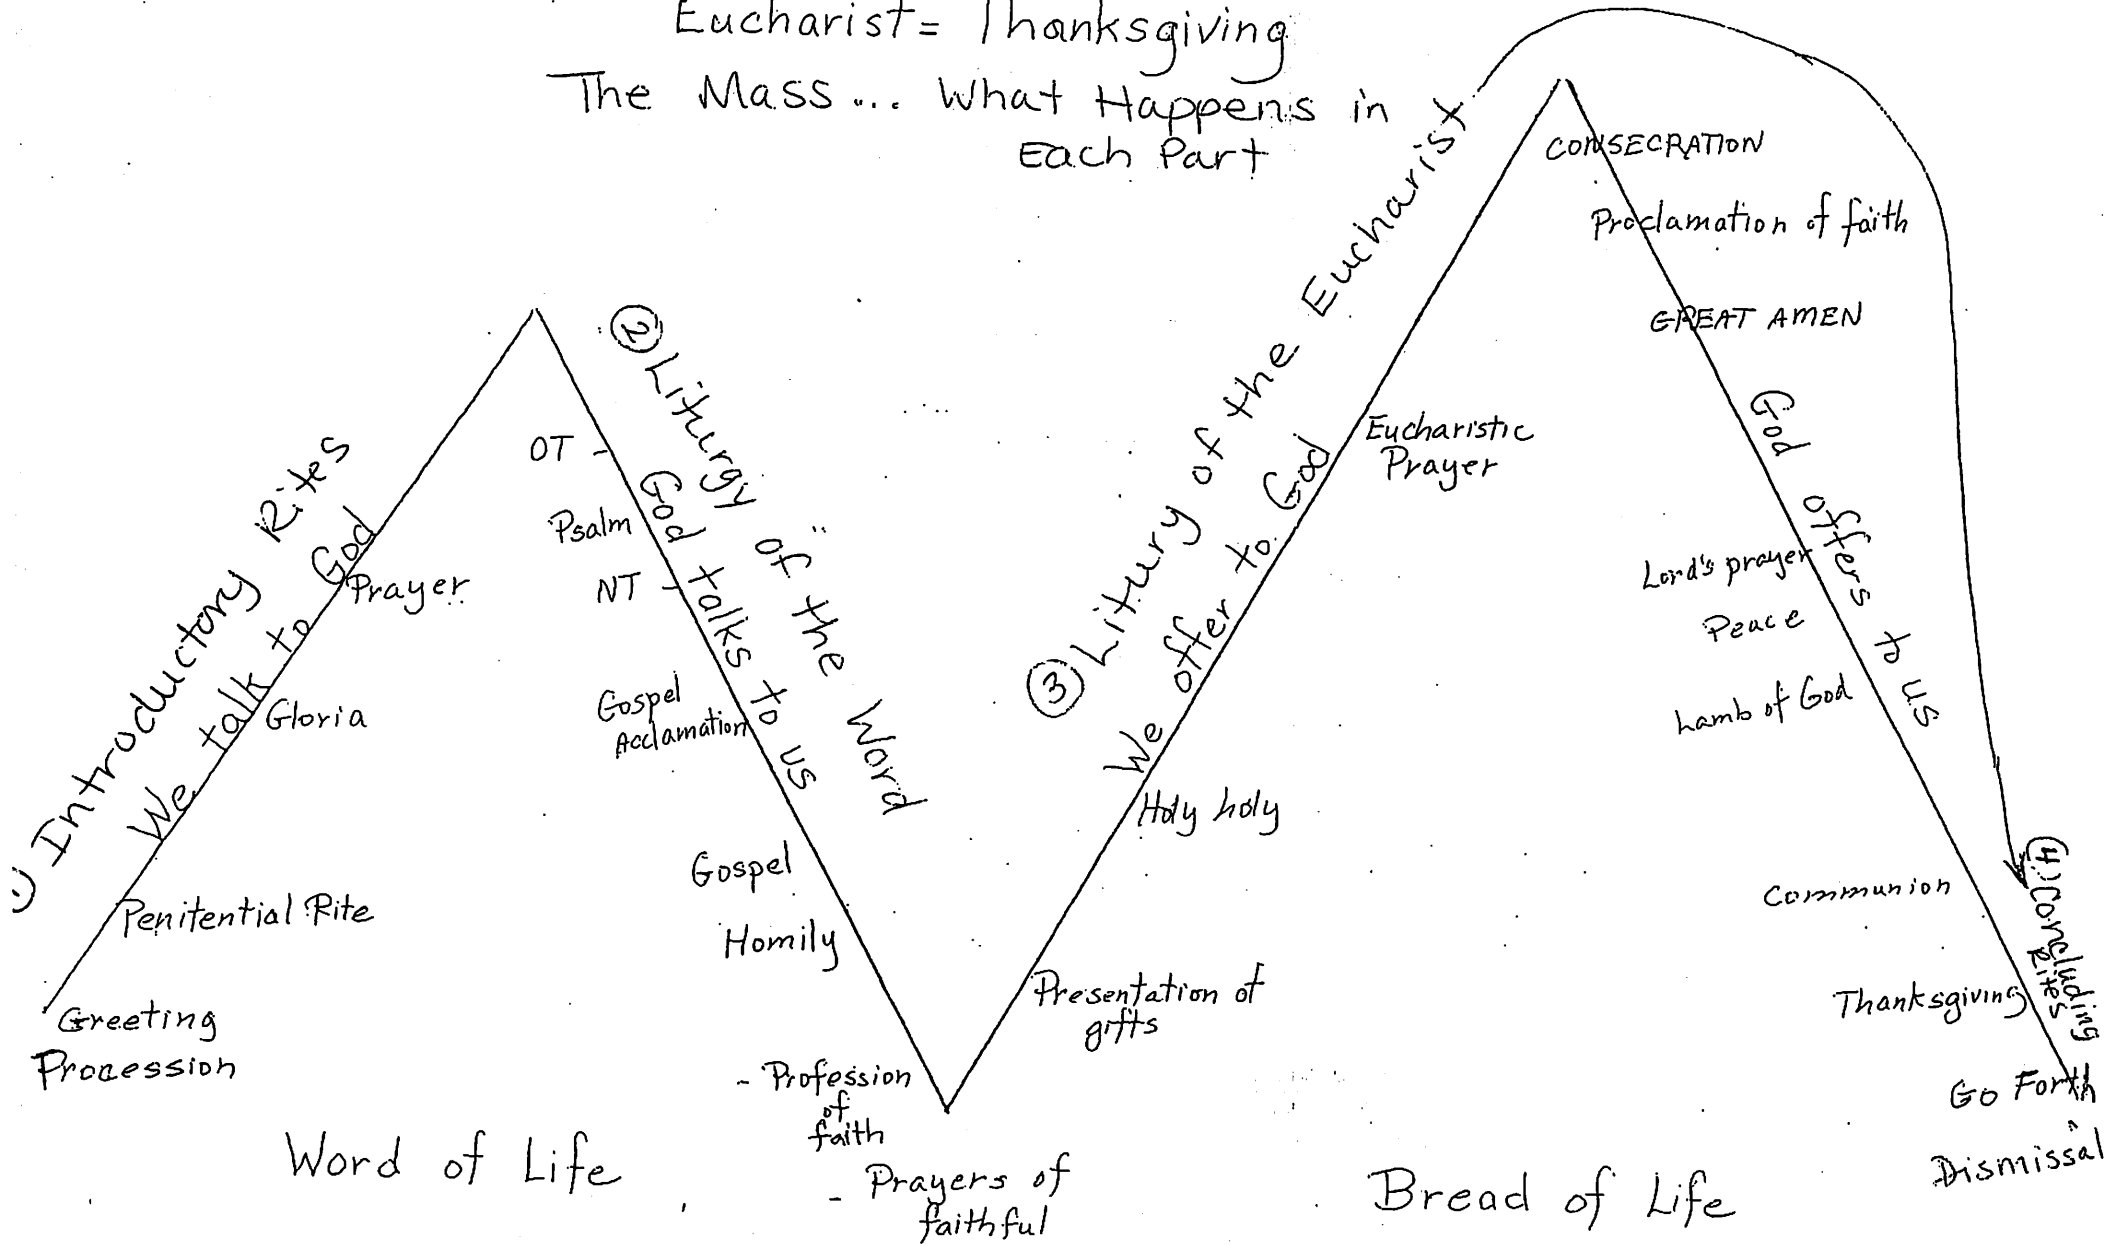 Eucharist = Thanksgiving
The Mass... What Happens in
Each Part
1) Introductory Rites
We talk to God
Greeting
Procession
Penitential Rite
Gloria
Prayer
② Liturgy of the Word
God talks to us
OT -
Psalm
NT -
Gospel
Acclamation
Gospel
Homily
- Profession
of
faith
- Prayers of
faithful
Word of Life
③ Litury of the Eucharist
We offer to God
Presentation of
gifts
Holy holy
Eucharistic
Prayer
CONSECRATION
Proclamation of faith
GREAT AMEN
God offers to us
Lord's prayer
Peace
Lamb of God
Communion
Thanksgiving
④ Concluding
Rites
Go Forth
Dismissal
Bread of Life